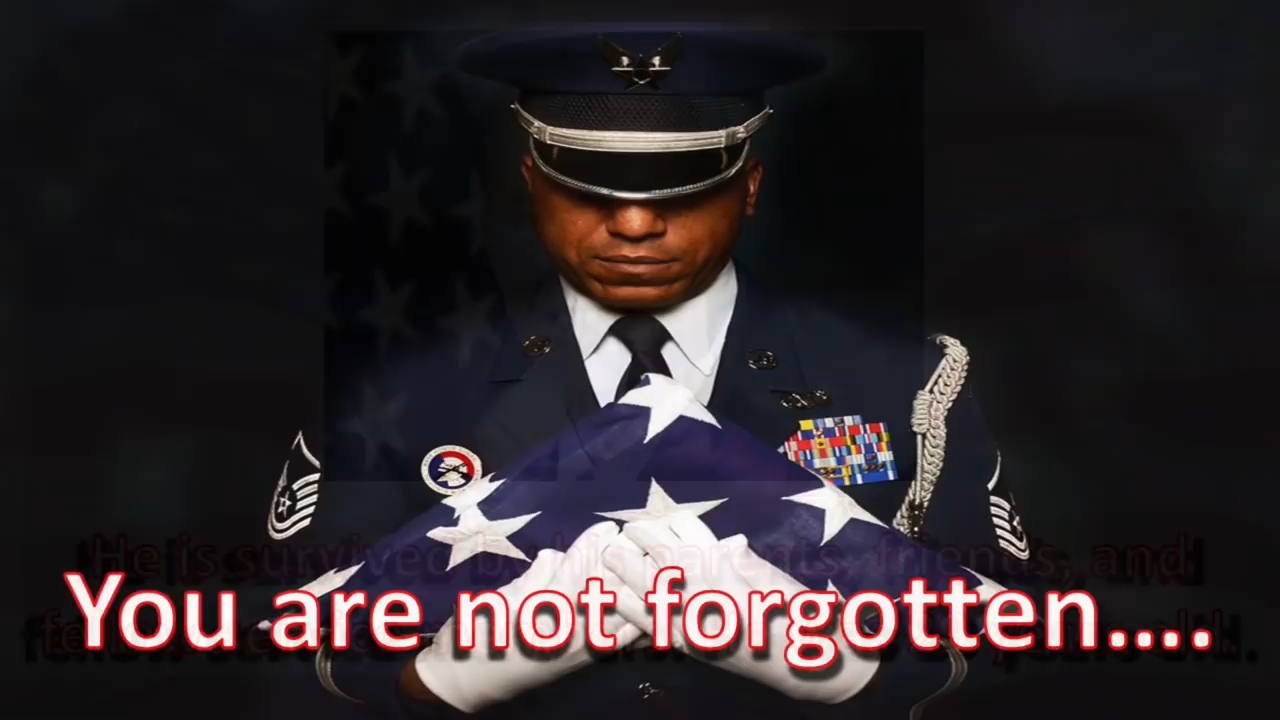 He is survived by his parents, friends, and
You are not forgotten....